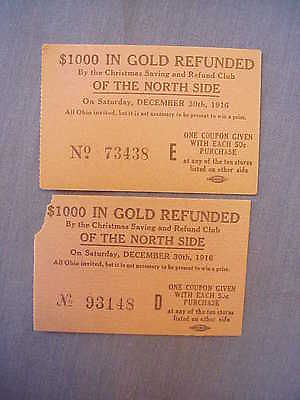 $1000 IN GOLD REFUNDED
By the Christmas Saving and Refund Club
OF THE NORTH SIDE
On Saturday, DECEMBER 30th, 1916
All Ohio invited, but it is not necessary to be present to win a prize.
Nº 73438 E
ONE COUPON GIVEN
WITH EACH 50c
PURCHASE
at any of the ten stores
listed on other side
$1000 IN GOLD REFUNDED
By the Christmas Saving and Refund Club
OF THE NORTH SIDE
On Saturday, DECEMBER 30th, 1916
All Ohio invited, but it is not necessary to be present to win a prize.
Nº 93148 D
ONE COUPON GIVEN
WITH EACH 50c
PURCHASE
at any of the ten stores
listed on other side